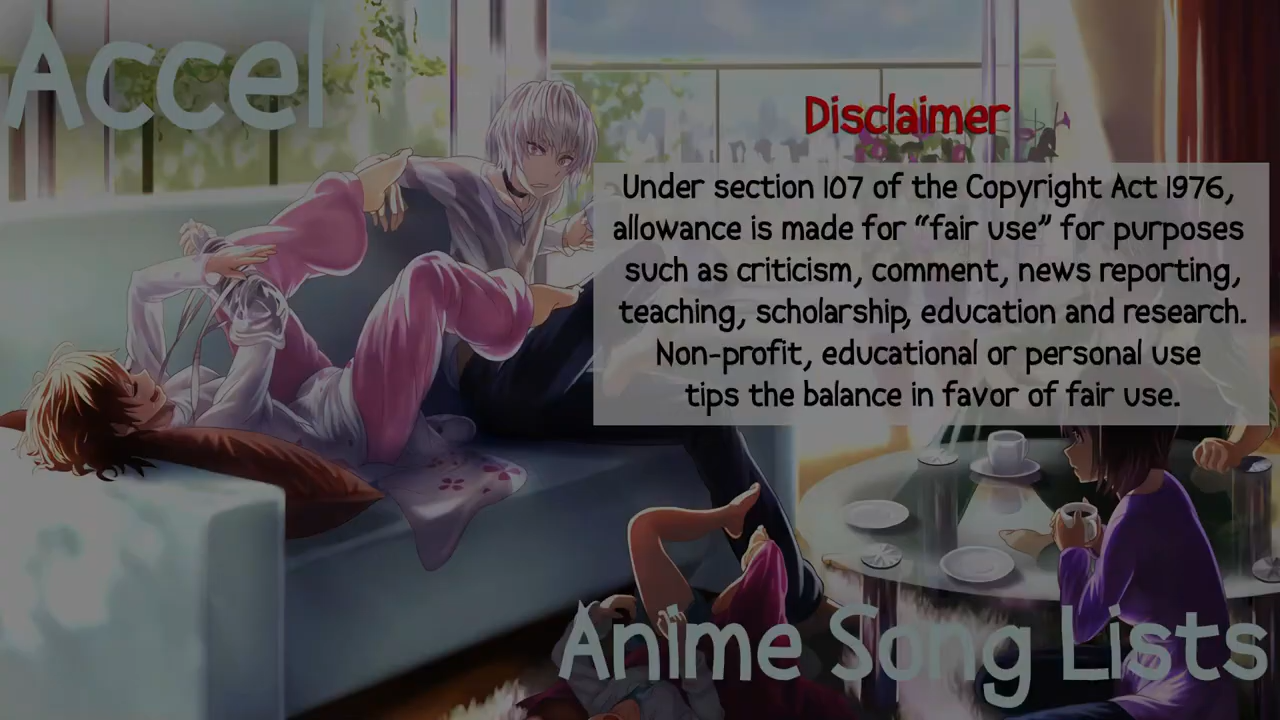 Accel
Disclaimer
Under section 107 of the Copyright Act 1976,
allowance is made for “fair use” for purposes
such as criticism, comment, news reporting,
teaching, scholarship, education and research.
Non-profit, educational or personal use
tips the balance in favor of fair use.
Anime Song Lists